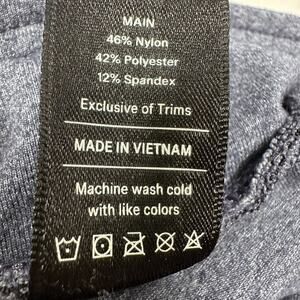 MAIN
46% Nylon
42% Polyester
12% Spandex
Exclusive of Trims
MADE IN VIETNAM
Machine wash cold
with like colors